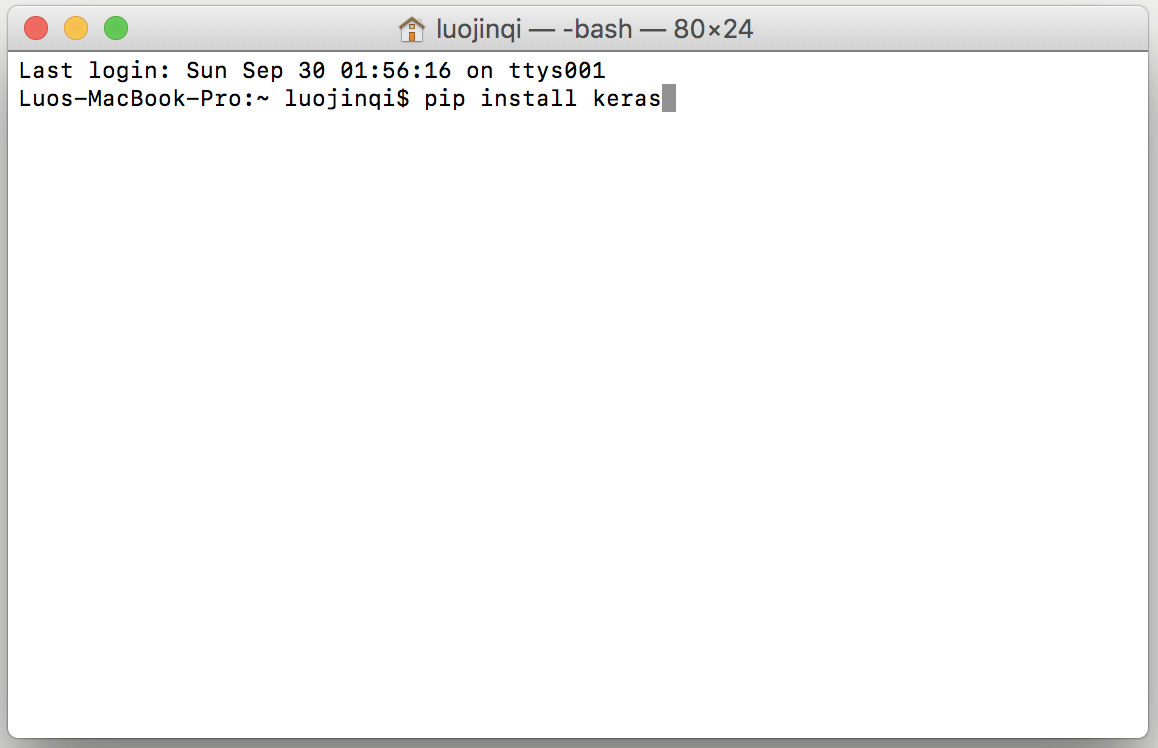 luojinqi — -bash — 80×24
Last login: Sun Sep 30 01:56:16 on ttys001
Luos-MacBook-Pro:~ luojinqi$ pip install keras